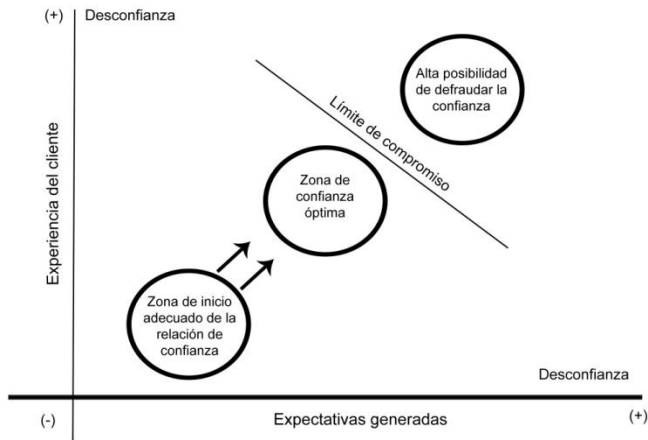 (+)
Desconfianza
Alta posibilidad
de defraudar la
confianza
Límite de compromiso
Experiencia del cliente
Zona de
confianza
óptima
Zona de inicio
adecuado de la
relación de
confianza
Desconfianza
(-)
Expectativas generadas
(+)